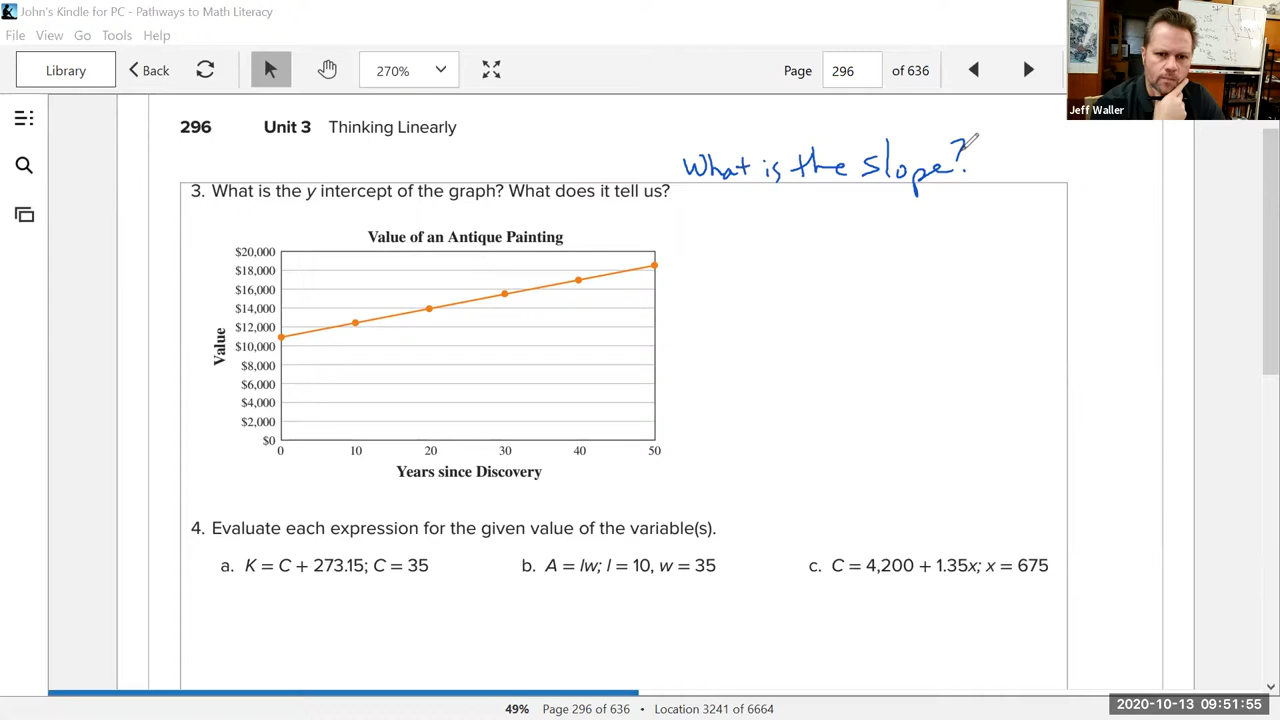 John's Kindle for PC - Pathways to Math Literacy
File View Go Tools Help
Library Back 270% Page 296 of 636
Jeff Waller
296 Unit 3 Thinking Linearly
What is the slope?
3. What is the y intercept of the graph? What does it tell us?
Value of an Antique Painting
$20,000
$18,000
$16,000
$14,000
$12,000
$10,000
$8,000
$6,000
$4,000
$2,000
$0
Value
0 10 20 30 40 50
Years since Discovery
4. Evaluate each expression for the given value of the variable(s).
a. K = C + 273.15; C = 35 b. A = lw; l = 10, w = 35 c. C = 4,200 + 1.35x; x = 675
49% Page 296 of 636 • Location 3241 of 6664
2020-10-13 09:51:55